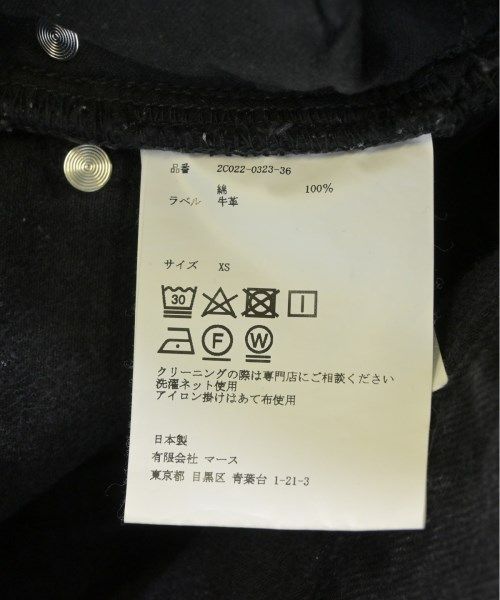 品番 2C022-0323-36
綿 100%
ラベル 牛革
サイズ XS
30
F W
クリーニングの際は専門店にご相談ください
洗濯ネット使用
アイロン掛けはあて布使用
日本製
有限会社 マース
東京都 目黒区 青葉台 1-21-3